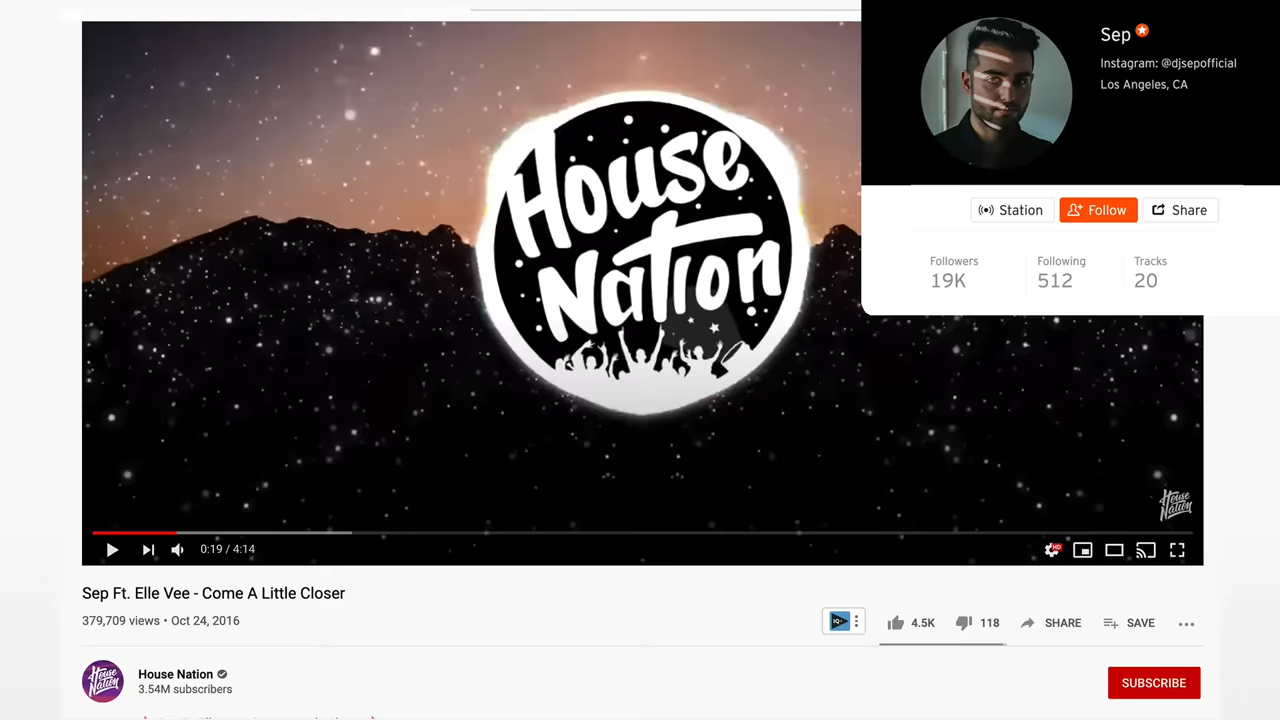 House
Nation
Sep
Instagram: @djsepofficial
Los Angeles, CA
Station
Follow
Share
Followers
Following
Tracks
19K
512
20
House
Nation
0:19 / 4:14
HD
Sep Ft. Elle Vee - Come A Little Closer
379,709 views • Oct 24, 2016
IQ
4.5K
118
SHARE
SAVE
House
Nation
House Nation
3.54M subscribers
SUBSCRIBE